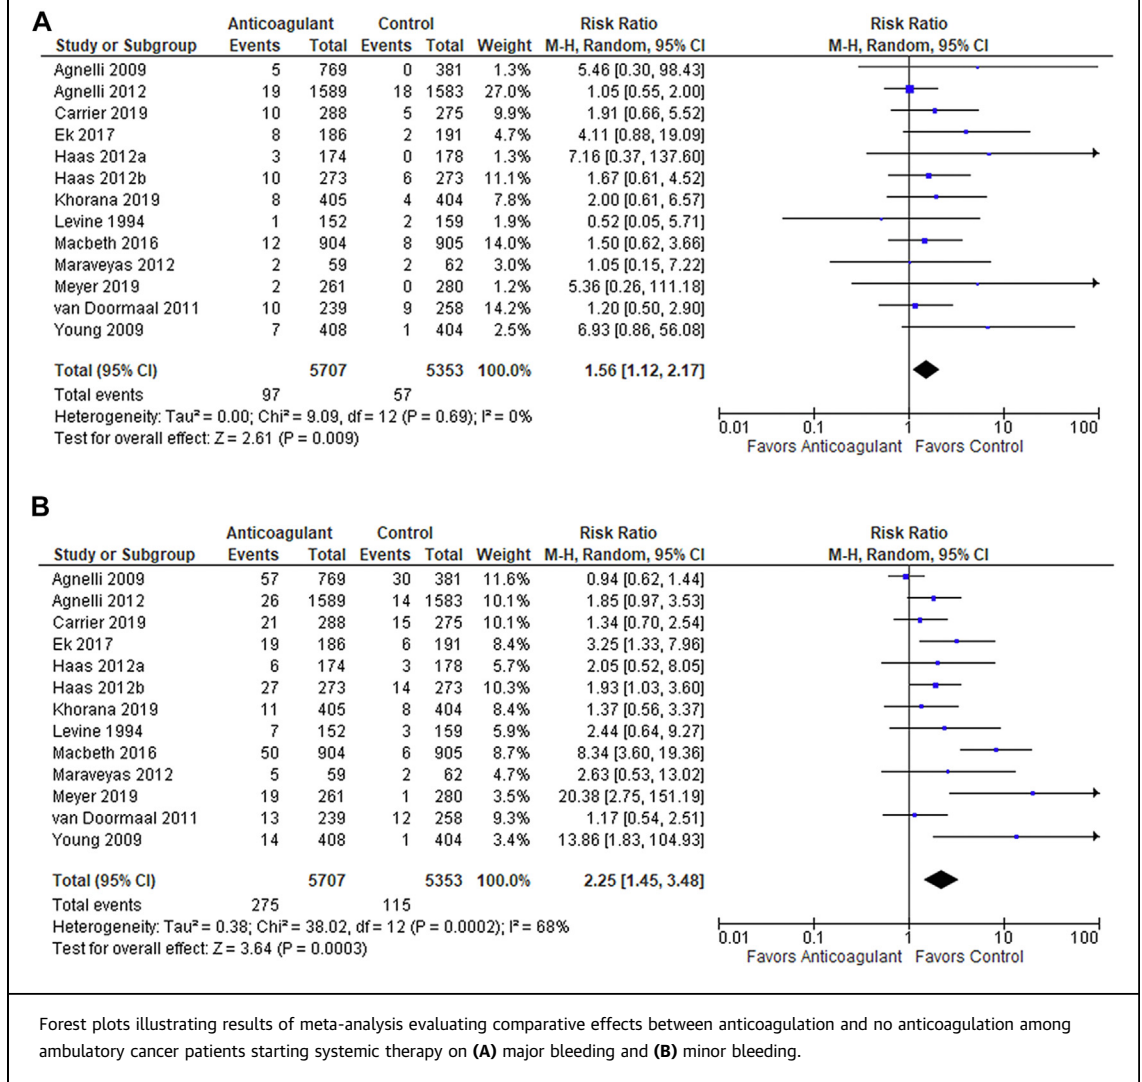 A
Anticoagulant Control Risk Ratio Risk Ratio
Study or Subgroup Events Total Events Total Weight M-H, Random, 95% CI M-H, Random, 95% CI
Agnelli 2009 5 769 0 381 1.3% 5.46 [0.30, 98.43]
Agnelli 2012 19 1589 18 1583 27.0% 1.05 [0.55, 2.00]
Carrier 2019 10 288 5 275 9.9% 1.91 [0.66, 5.52]
Ek 2017 8 186 2 191 4.7% 4.11 [0.88, 19.09]
Haas 2012a 3 174 0 178 1.3% 7.16 [0.37, 137.60]
Haas 2012b 10 273 6 273 11.1% 1.67 [0.61, 4.52]
Khorana 2019 8 405 4 404 7.8% 2.00 [0.61, 6.57]
Levine 1994 1 152 2 159 1.9% 0.52 [0.05, 5.71]
Macbeth 2016 12 904 8 905 14.0% 1.50 [0.62, 3.66]
Maraveyas 2012 2 59 2 62 3.0% 1.05 [0.15, 7.22]
Meyer 2019 2 261 0 280 1.2% 5.36 [0.26, 111.18]
van Doormaal 2011 10 239 9 258 14.2% 1.20 [0.50, 2.90]
Young 2009 7 408 1 404 2.5% 6.93 [0.86, 56.08]
Total (95% CI) 5707 5353 100.0% 1.56 [1.12, 2.17]
Total events 97 57
Heterogeneity: Tau² = 0.00; Chi² = 9.09, df = 12 (P = 0.69); I² = 0%
Test for overall effect: Z = 2.61 (P = 0.009)
0.01 0.1 1 10 100
Favors Anticoagulant Favors Control
B
Anticoagulant Control Risk Ratio Risk Ratio
Study or Subgroup Events Total Events Total Weight M-H, Random, 95% CI M-H, Random, 95% CI
Agnelli 2009 57 769 30 381 11.6% 0.94 [0.62, 1.44]
Agnelli 2012 26 1589 14 1583 10.1% 1.85 [0.97, 3.53]
Carrier 2019 21 288 15 275 10.1% 1.34 [0.70, 2.54]
Ek 2017 19 186 6 191 8.4% 3.25 [1.33, 7.96]
Haas 2012a 6 174 3 178 5.7% 2.05 [0.52, 8.05]
Haas 2012b 27 273 14 273 10.3% 1.93 [1.03, 3.60]
Khorana 2019 11 405 8 404 8.4% 1.37 [0.56, 3.37]
Levine 1994 7 152 3 159 5.9% 2.44 [0.64, 9.27]
Macbeth 2016 50 904 6 905 8.7% 8.34 [3.60, 19.36]
Maraveyas 2012 5 59 2 62 4.7% 2.63 [0.53, 13.02]
Meyer 2019 19 261 1 280 3.5% 20.38 [2.75, 151.19]
van Doormaal 2011 13 239 12 258 9.3% 1.17 [0.54, 2.51]
Young 2009 14 408 1 404 3.4% 13.86 [1.83, 104.93]
Total (95% CI) 5707 5353 100.0% 2.25 [1.45, 3.48]
Total events 275 115
Heterogeneity: Tau² = 0.38; Chi² = 38.02, df = 12 (P = 0.0002); I² = 68%
Test for overall effect: Z = 3.64 (P = 0.0003)
0.01 0.1 1 10 100
Favors Anticoagulant Favors Control
Forest plots illustrating results of meta-analysis evaluating comparative effects between anticoagulation and no anticoagulation among
ambulatory cancer patients starting systemic therapy on (A) major bleeding and (B) minor bleeding.